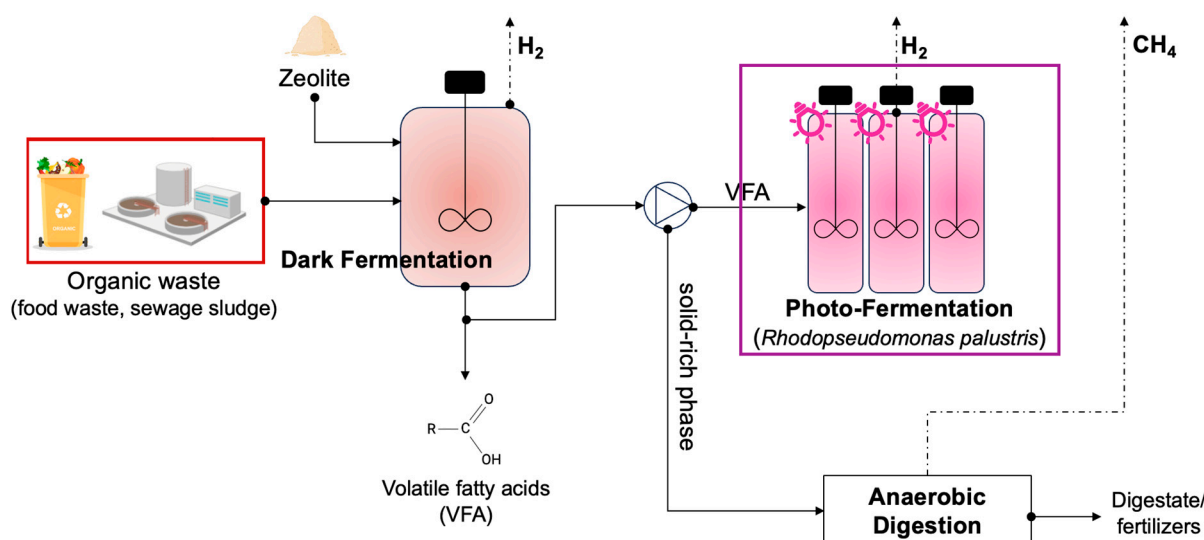 Zeolite
H2
H2
CH4
ORGANIC
Organic waste
(food waste, sewage sludge)
Dark Fermentation
VFA
Photo-Fermentation
(Rhodopseudomonas palustris)
solid-rich phase
R
C
O
OH
Volatile fatty acids
(VFA)
Anaerobic
Digestion
Digestate/
fertilizers